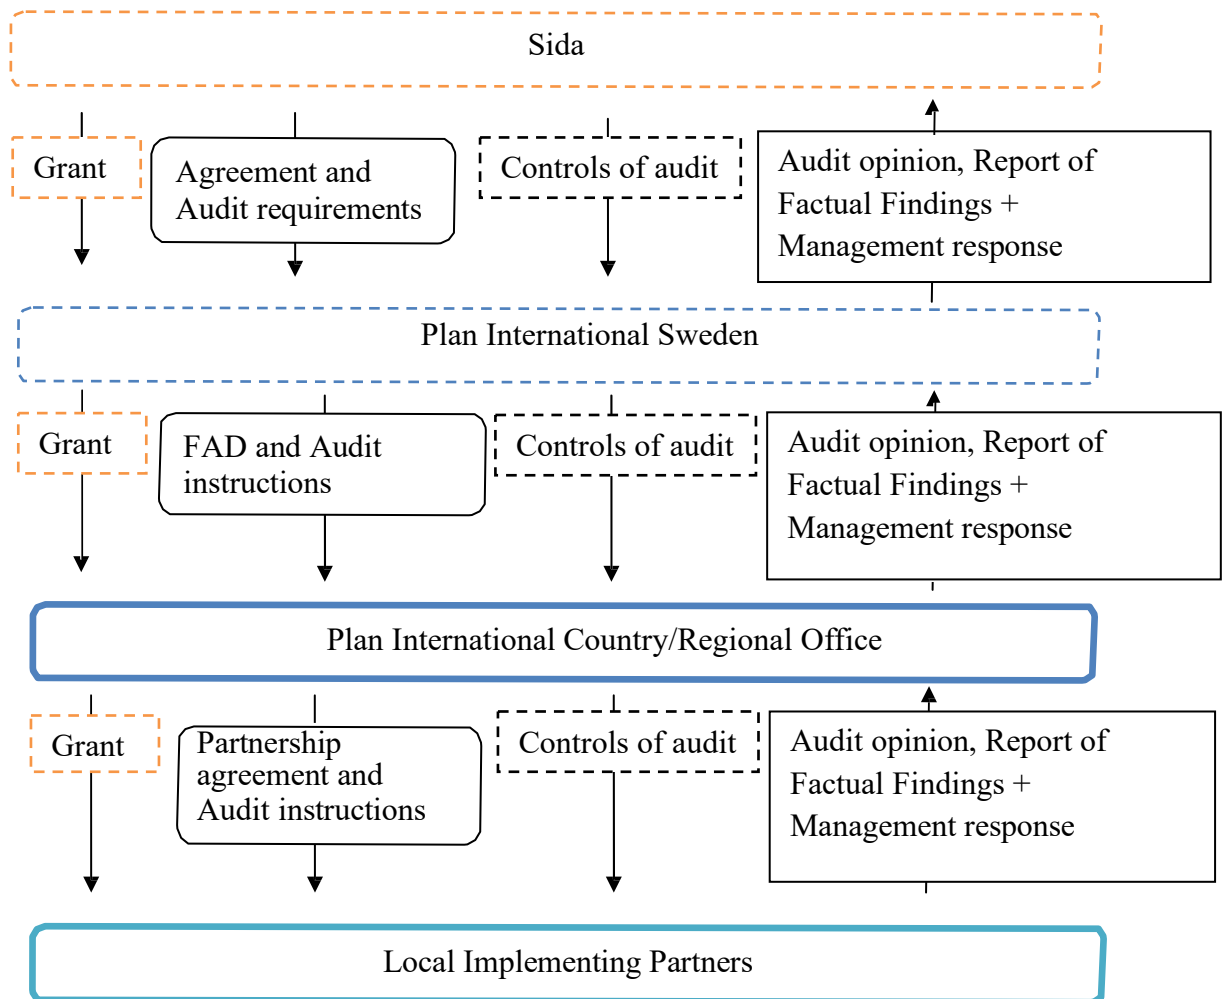 Sida
Grant
Agreement and
Audit requirements
Controls of audit
Audit opinion, Report of
Factual Findings +
Management response
Plan International Sweden
Grant
FAD and Audit
instructions
Controls of audit
Audit opinion, Report of
Factual Findings +
Management response
Plan International Country/Regional Office
Grant
Partnership
agreement and
Audit instructions
Controls of audit
Audit opinion, Report of
Factual Findings +
Management response
Local Implementing Partners